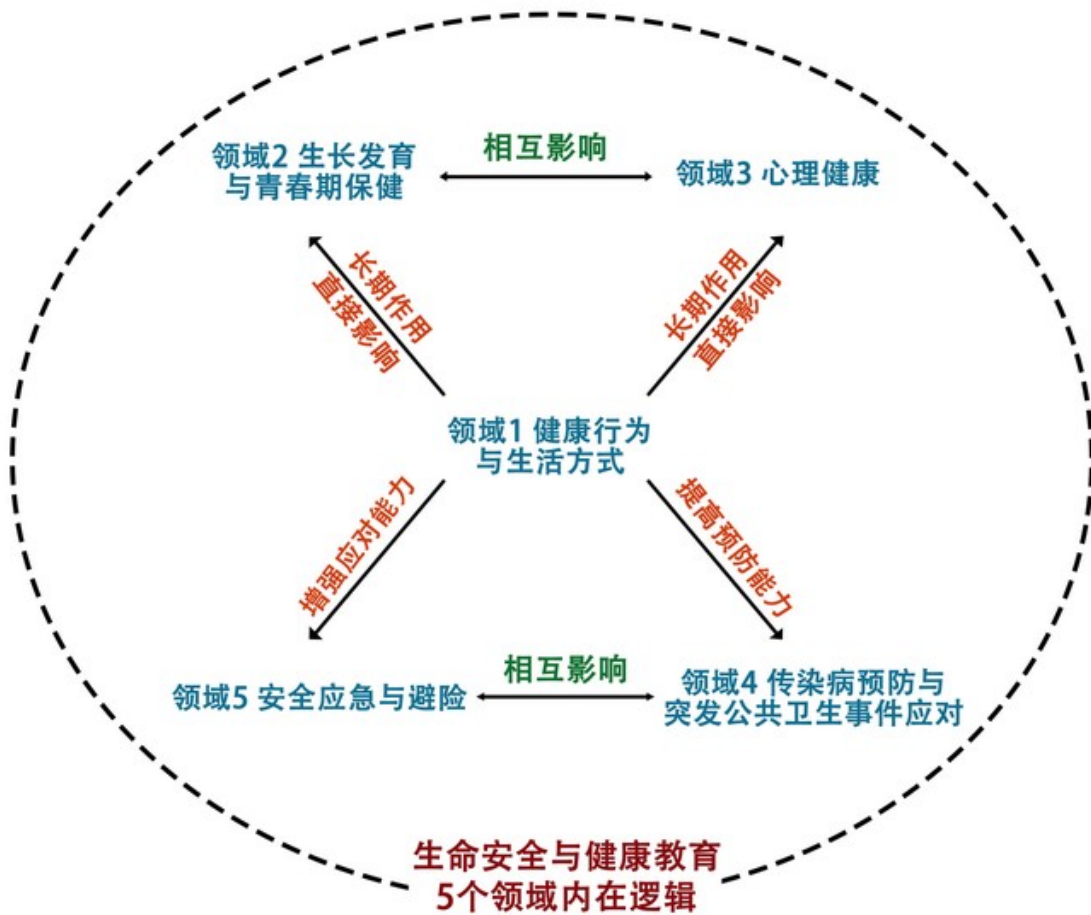 相互影响
领域2 生长发育
与青春期保健
领域3 心理健康
长期作用
直接影响
长期作用
直接影响
领域1 健康行为
与生活方式
增强应对能力
提高预防能力
相互影响
领域5 安全应急与避险
领域4 传染病预防与
突发公共卫生事件应对
生命安全与健康教育
5个领域内在逻辑